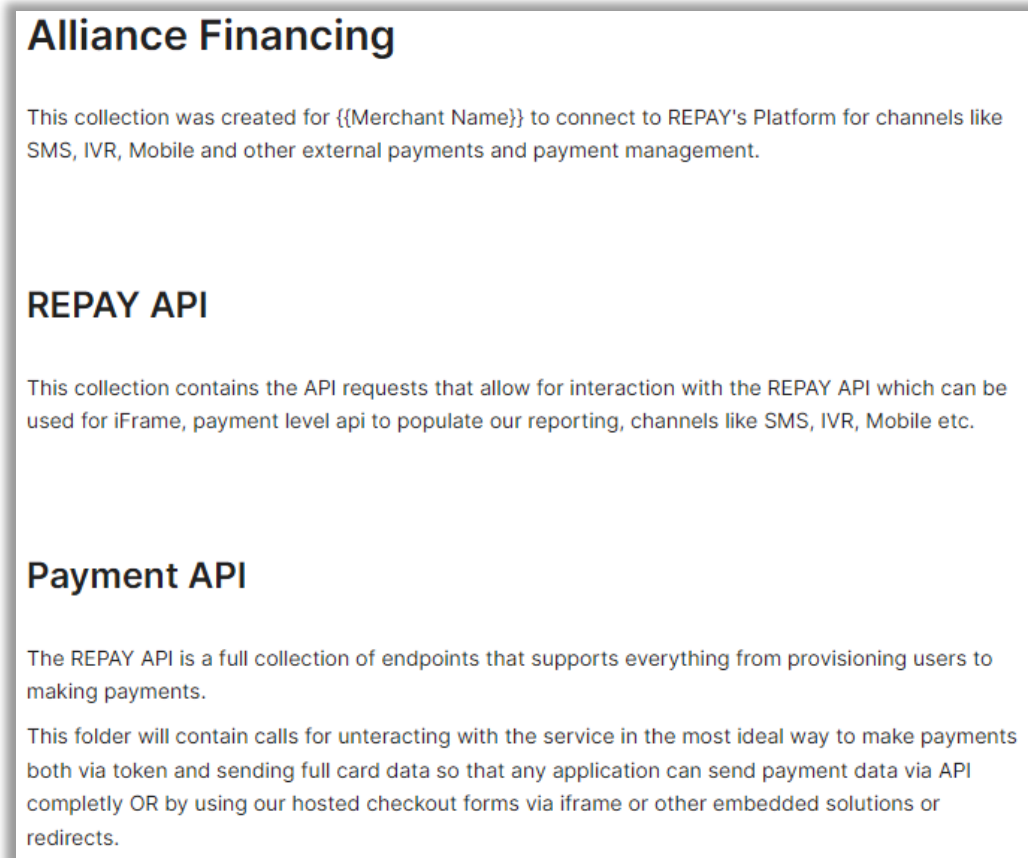 Alliance Financing
This collection was created for {{Merchant Name}} to connect to REPAY's Platform for channels like
SMS, IVR, Mobile and other external payments and payment management.
REPAY API
This collection contains the API requests that allow for interaction with the REPAY API which can be
used for iFrame, payment level api to populate our reporting, channels like SMS, IVR, Mobile etc.
Payment API
The REPAY API is a full collection of endpoints that supports everything from provisioning users to
making payments.
This folder will contain calls for unteracting with the service in the most ideal way to make payments
both via token and sending full card data so that any application can send payment data via API
completly OR by using our hosted checkout forms via iframe or other embedded solutions or
redirects.